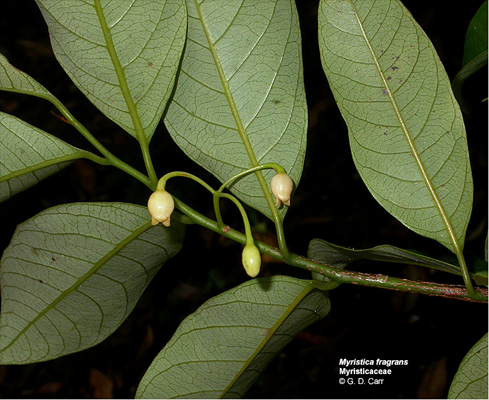 Myristica fragrans
Myristicaceae
© G. D. Carr